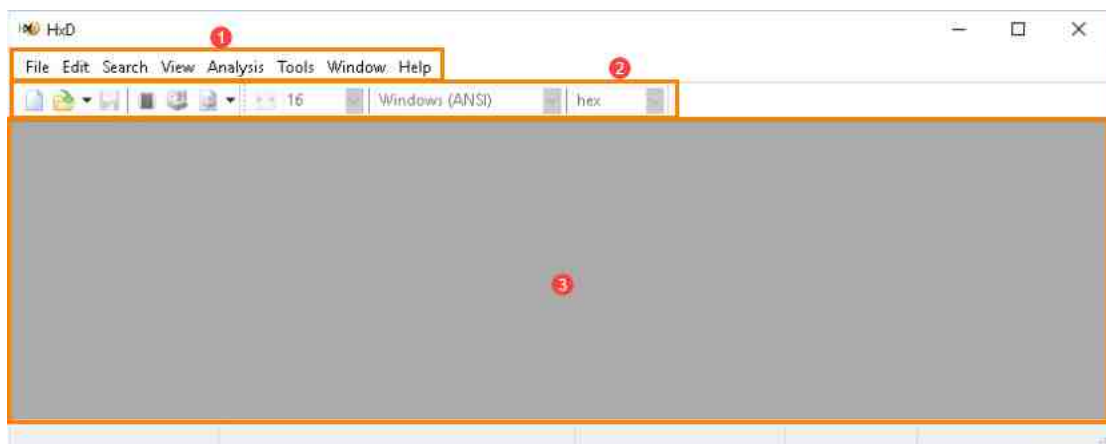 HxD
1
File Edit Search View Analysis Tools Window Help
2
16 Windows (ANSI) hex
3